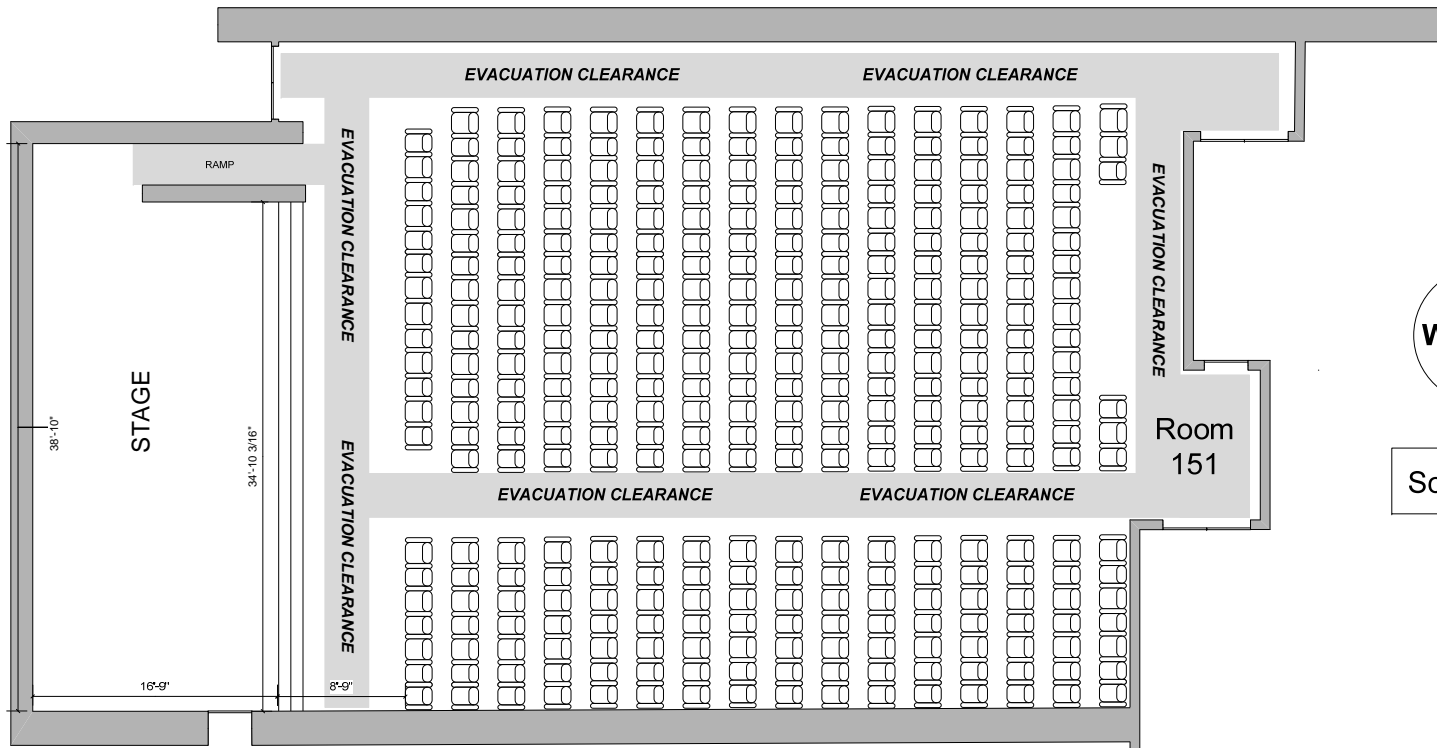 EVACUATION CLEARANCE
EVACUATION CLEARANCE
RAMP
EVACUATION CLEARANCE
EVACUATION CLEARANCE
STAGE
38'-10"
34'-10 3/16"
EVACUATION CLEARANCE
Room
151
EVACUATION CLEARANCE
EVACUATION CLEARANCE
16'-9"
8'-9"